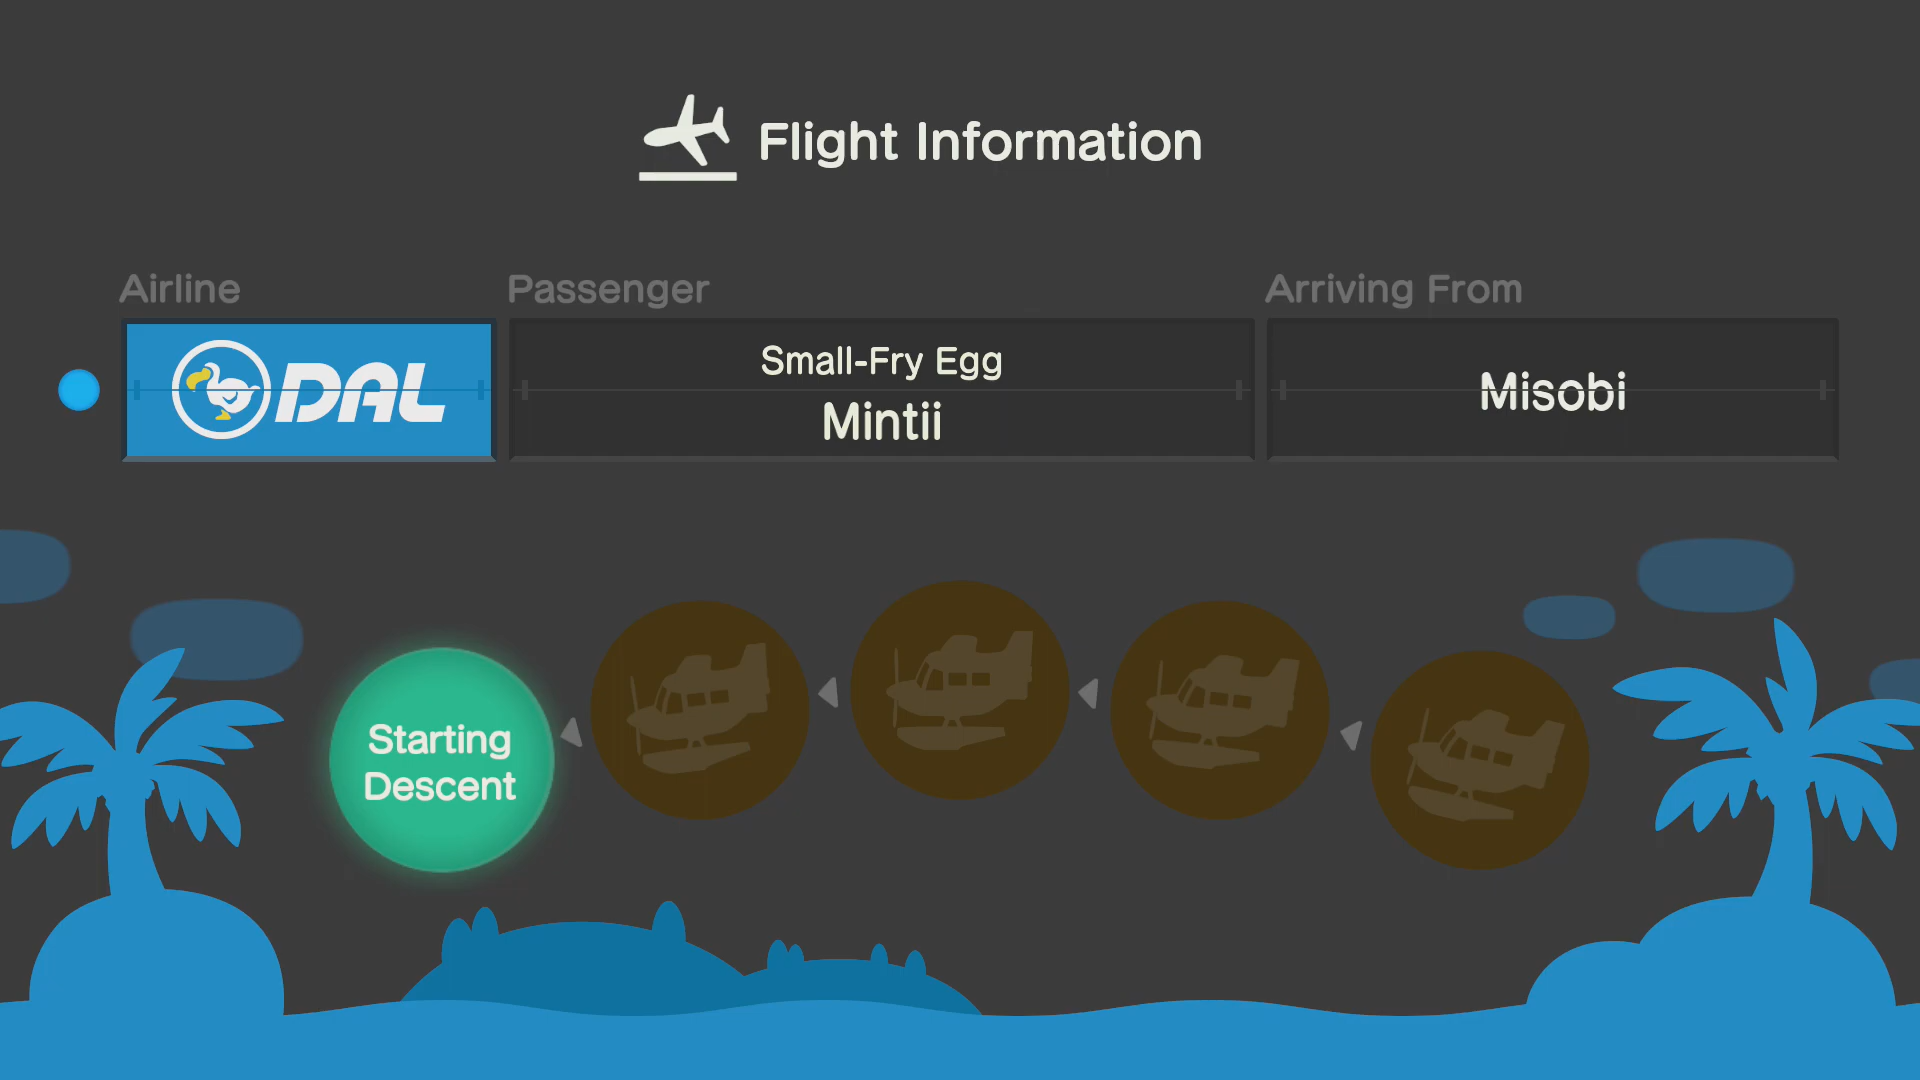 Flight Information
Airline
Passenger
Arriving From
DAL
Small-Fry Egg
Mintii
Misobi
Starting
Descent